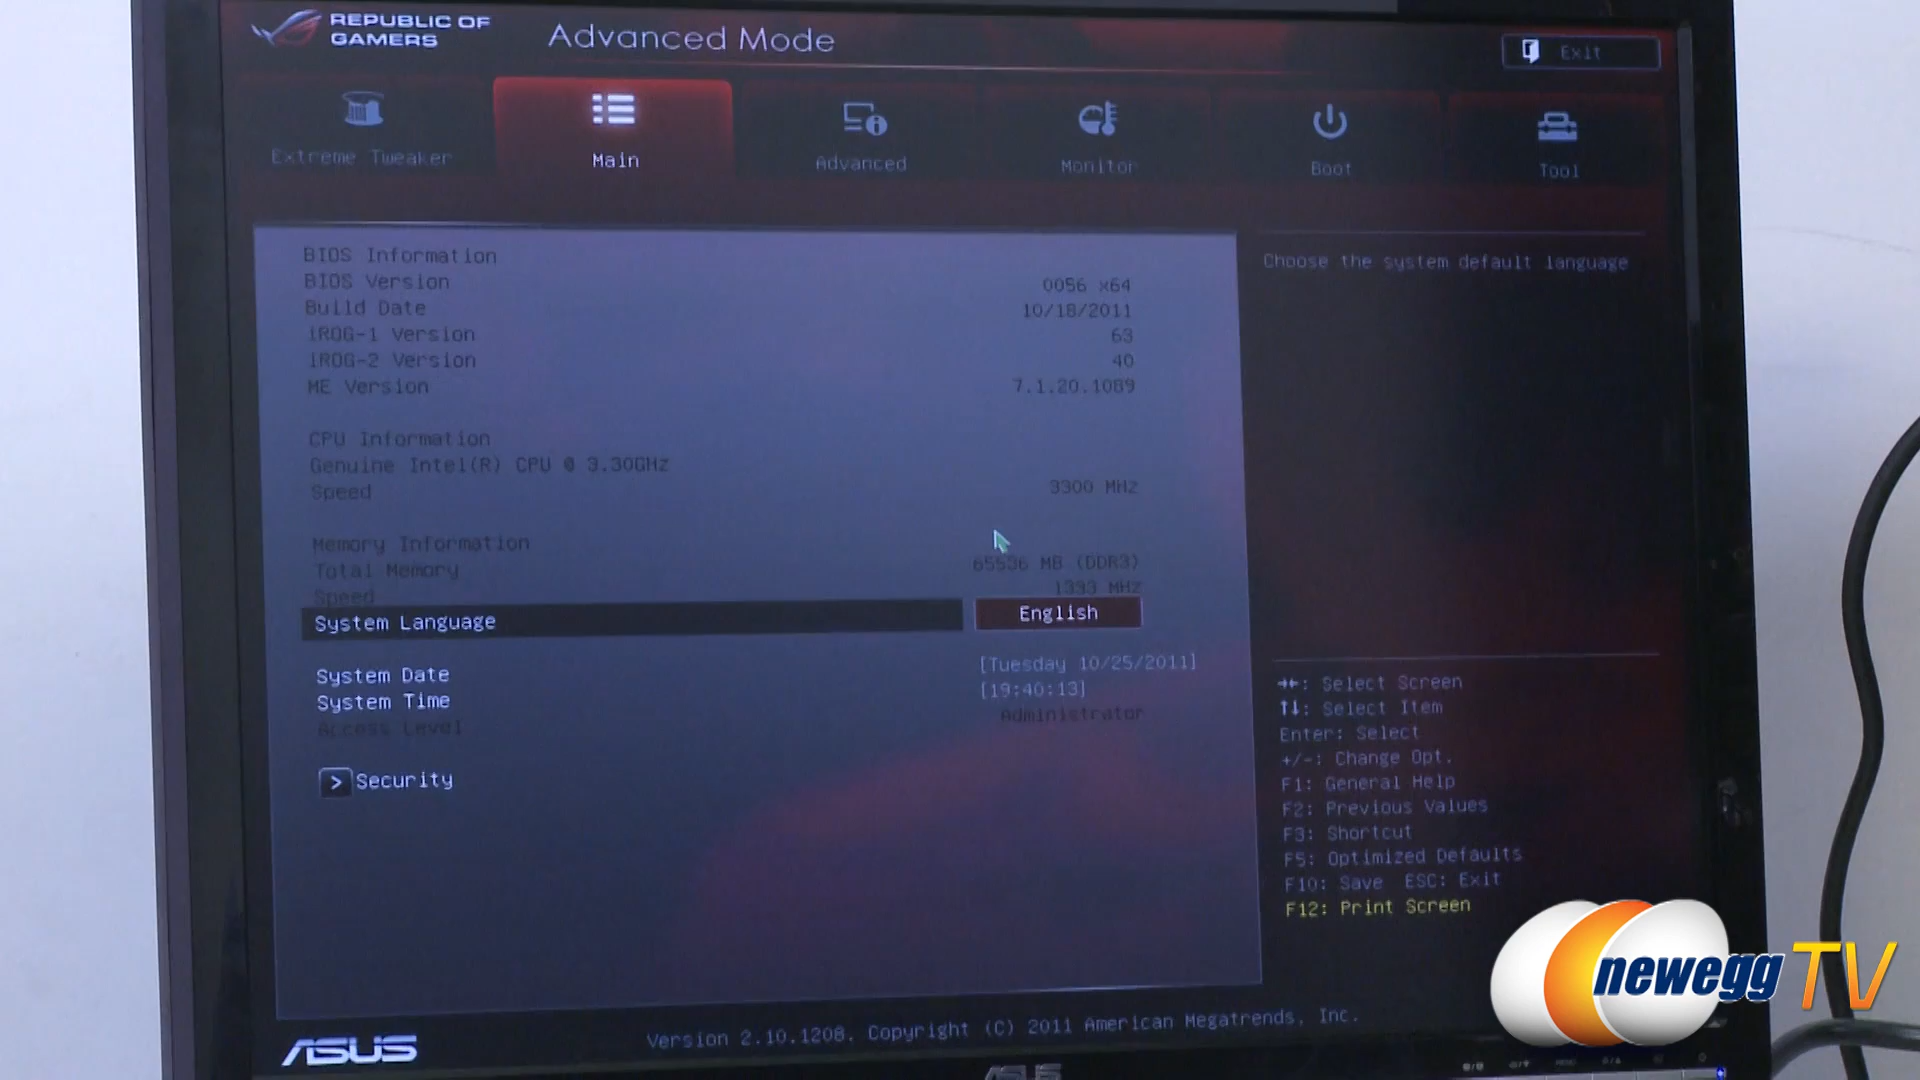 REPUBLIC OF
GAMERS
Advanced Mode
Exit
Extreme Tweaker
Main
Advanced
Monitor
Boot
Tool
BIOS Information
BIOS Version 0056 x64
Build Date 10/18/2011
iROG-1 Version 63
iROG-2 Version 40
ME Version 7.1.20.1089
CPU Information
Genuine Intel(R) CPU @ 3.30GHz
Speed 3300 MHz
Memory Information
Total Memory 65536 MB (DDR3)
Speed 1333 MHz
System Language English
System Date [Tuesday 10/25/2011]
System Time [19:40:13]
Access Level Administrator
> Security
Choose the system default language
→←: Select Screen
↑↓: Select Item
Enter: Select
+/-: Change Opt.
F1: General Help
F2: Previous Values
F3: Shortcut
F5: Optimized Defaults
F10: Save ESC: Exit
F12: Print Screen
Version 2.10.1208. Copyright (C) 2011 American Megatrends, Inc.
ASUS
newegg TV